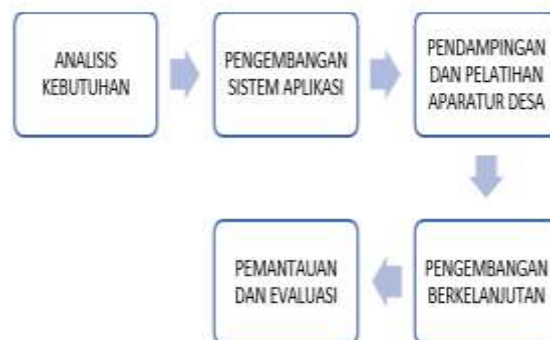 ANALISIS
KEBUTUHAN
PENGEMBANGAN
SISTEM APLIKASI
PENDAMPINGAN
DAN PELATIHAN
APARATUR DESA
PENGEMBANGAN
BERKELANJUTAN
PEMANTAUAN
DAN EVALUASI